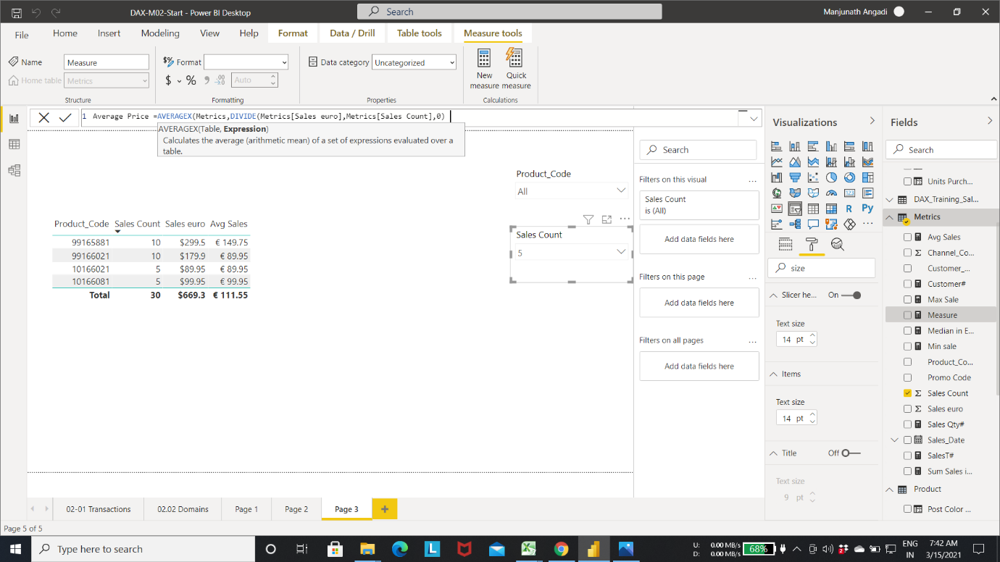 DAX-M02-Start - Power BI Desktop
Search
Manjunath Angadi
File Home Insert Modeling View Help Format Data / Drill Table tools Measure tools
Name Measure
Home table Metrics
Structure
$% Format
$ % 9 .00 Auto
Formatting
Data category Uncategorized
Properties
New measure
Quick measure
Calculations
1 Average Price =AVERAGEX(Metrics,DIVIDE(Metrics[Sales euro],Metrics[Sales Count],0)
AVERAGEX(Table, Expression)
Calculates the average (arithmetic mean) of a set of expressions evaluated over a
table.
Product_Code
All
Sales Count
5
Product_Code Sales Count Sales euro Avg Sales
99165881 10 $299.5 € 149.75
99166021 10 $179.9 € 89.95
10166021 5 $89.95 € 89.95
10166081 5 $99.95 € 99.95
Total 30 $669.3 € 111.55
Search
Filters on this visual ...
Sales Count
is (All)
Add data fields here
Filters on this page ...
Add data fields here
Filters on all pages ...
Add data fields here
Visualizations
R Py
...
size
Slicer he... On
Text size
14 pt
Items
Text size
14 pt
Title Off
Text size
9 pt
Fields
Search
Units Purch...
DAX_Training_Sal...
Metrics
Avg Sales
Channel_Co...
Customer_...
Customer#
Max Sale
Measure
Median in E...
Min sale
Product_Co...
Promo Code
Sales Count
Sales euro
Sales Qty#
Sales_Date
SalesT#
Sum Sales i...
Product
Post Color ...
02-01 Transactions 02.02 Domains Page 1 Page 2 Page 3 +
Page 5 of 5
Type here to search
L
U: 0.00 MB/s
D: 0.00 MB/s
68%
2
ENG
IN
7:42 AM
3/15/2021